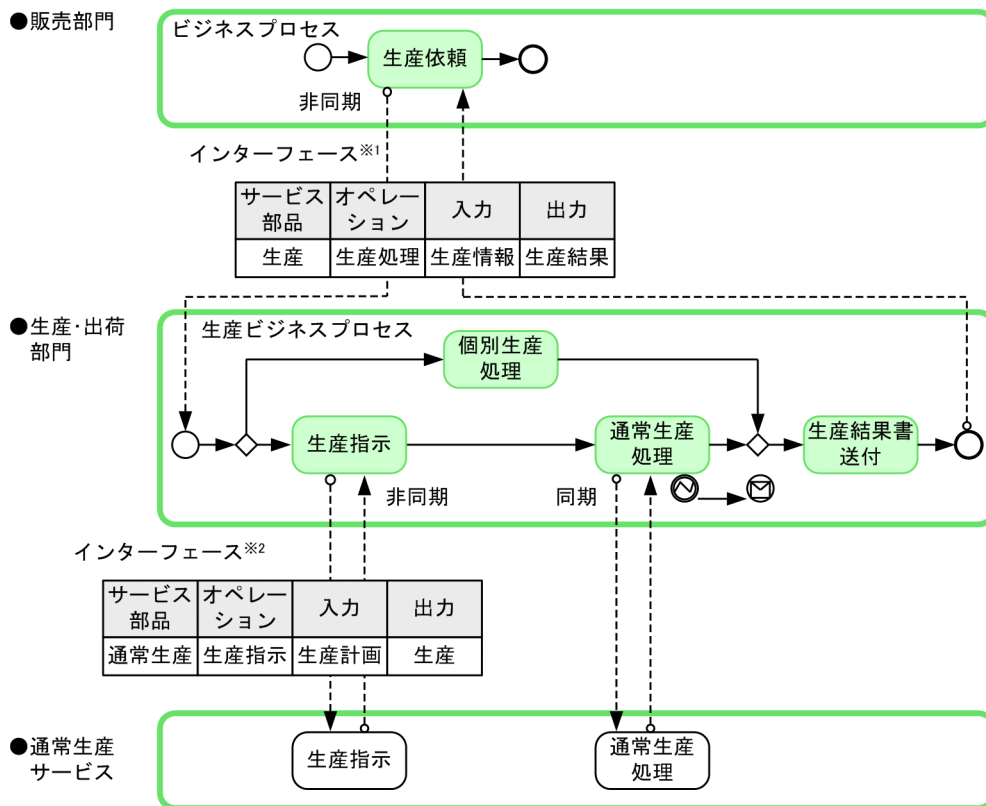 ●販売部門
ビジネスプロセス
生産依頼
非同期
インターフェース※1
サービス
部品
オペレー
ション
入力
出力
生産
生産処理
生産情報
生産結果
●生産・出荷
部門
生産ビジネスプロセス
個別生産
処理
生産指示
通常生産
処理
生産結果書
送付
非同期
同期
インターフェース※2
サービス
部品
オペレー
ション
入力
出力
通常生産
生産指示
生産計画
生産
●通常生産
サービス
生産指示
通常生産
処理